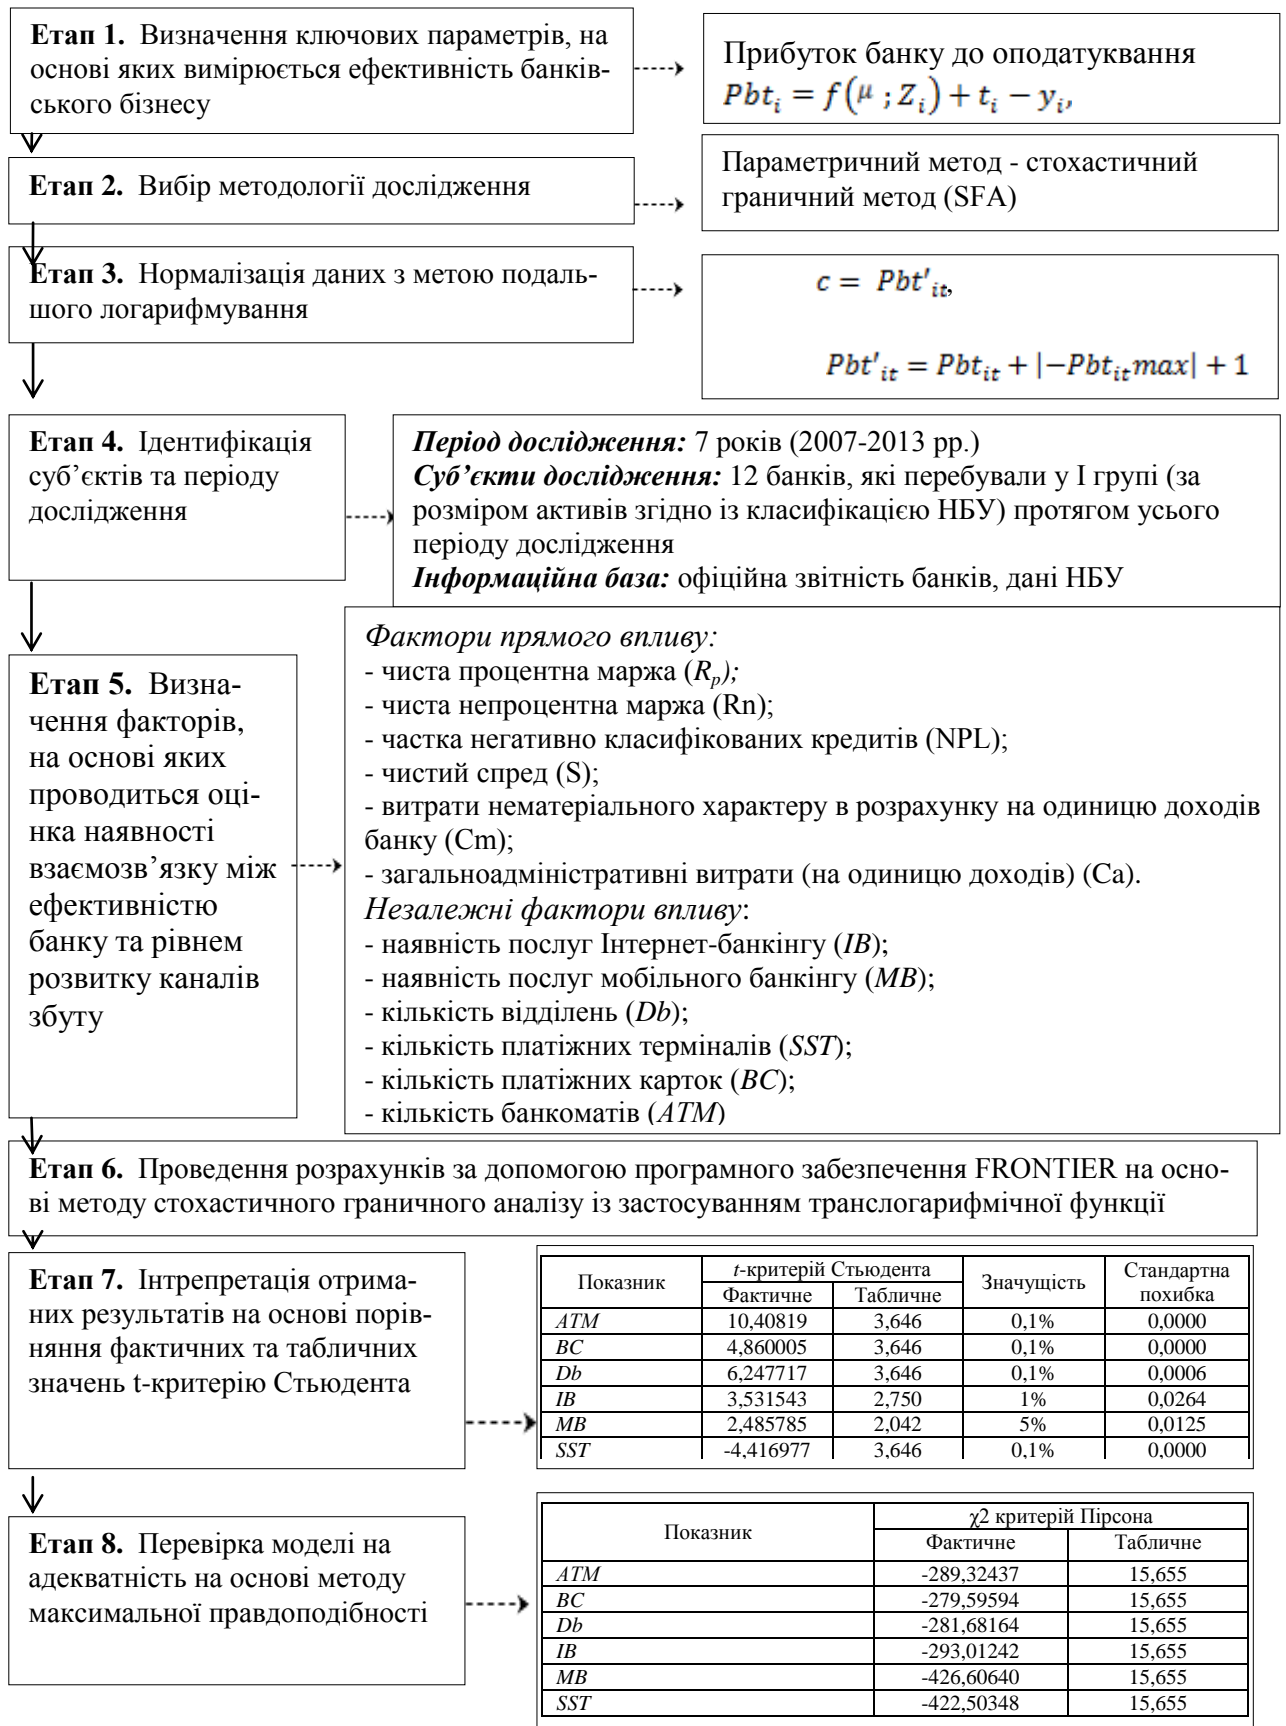 Етап 1. Визначення ключових параметрів, на
основі яких вимірюється ефективність банків-
ського бізнесу
Прибуток банку до оподатуквання
Pbt_i = f(μ ; Z_i) + t_i − y_i,
Етап 2. Вибір методології дослідження
Параметричний метод - стохастичний
граничний метод (SFA)
Етап 3. Нормалізація даних з метою подаль-
шого логарифмування
c = Pbt'_it,
Pbt'_it = Pbt_it + |−Pbt_it max| + 1
Етап 4. Ідентифікація
суб’єктів та періоду
дослідження
Період дослідження: 7 років (2007-2013 рр.)
Суб’єкти дослідження: 12 банків, які перебували у І групі (за
розміром активів згідно із класифікацією НБУ) протягом усього
періоду дослідження
Інформаційна база: офіційна звітність банків, дані НБУ
Етап 5. Визна-
чення факторів,
на основі яких
проводиться оці-
нка наявності
взаємозв’язку між
ефективністю
банку та рівнем
розвитку каналів
збуту
Фактори прямого впливу:
- чиста процентна маржа (R_p);
- чиста непроцентна маржа (Rn);
- частка негативно класифікованих кредитів (NPL);
- чистий спред (S);
- витрати нематеріального характеру в розрахунку на одиницю доходів
банку (Cm);
- загальноадміністративні витрати (на одиницю доходів) (Ca).
Незалежні фактори впливу:
- наявність послуг Інтернет-банкінгу (IB);
- наявність послуг мобільного банкінгу (MB);
- кількість відділень (Db);
- кількість платіжних терміналів (SST);
- кількість платіжних карток (BC);
- кількість банкоматів (ATM)
Етап 6. Проведення розрахунків за допомогою програмного забезпечення FRONTIER на осно-
ві методу стохастичного граничного аналізу із застосуванням транслогарифмічної функції
Етап 7. Інтрепретація отрима-
них результатів на основі порів-
няння фактичних та табличних
значень t-критерію Стьюдента
Показник t-критерій Стьюдента Значущість Стандартна похибка
Фактичне Табличне
ATM 10,40819 3,646 0,1% 0,0000
BC 4,860005 3,646 0,1% 0,0000
Db 6,247717 3,646 0,1% 0,0006
IB 3,531543 2,750 1% 0,0264
MB 2,485785 2,042 5% 0,0125
SST -4,416977 3,646 0,1% 0,0000
Етап 8. Перевірка моделі на
адекватність на основі методу
максимальної правдоподібності
Показник χ2 критерій Пірсона
Фактичне Табличне
ATM -289,32437 15,655
BC -279,59594 15,655
Db -281,68164 15,655
IB -293,01242 15,655
MB -426,60640 15,655
SST -422,50348 15,655